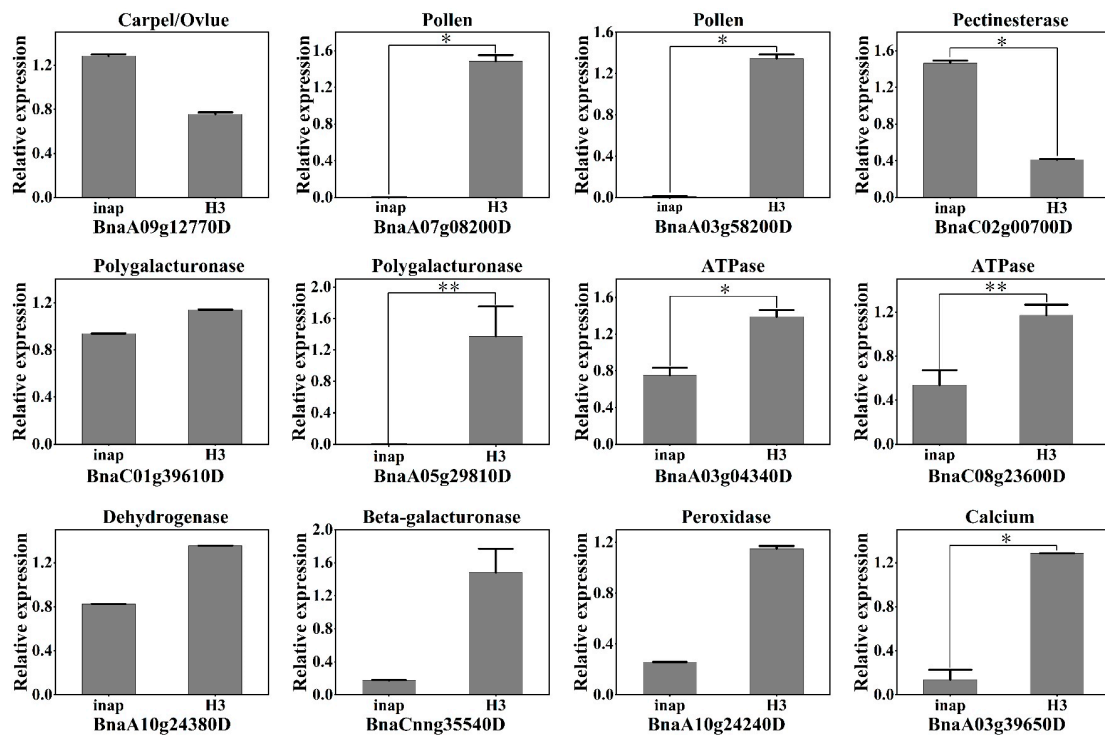 Carpel/Ovlue
Relative expression
1.2
0.8
0.4
0.0
inap H3
BnaA09g12770D
Pollen
*
Relative expression
1.6
1.2
0.8
0.4
0.0
inap H3
BnaA07g08200D
Pollen
*
Relative expression
1.6
1.2
0.8
0.4
0.0
inap H3
BnaA03g58200D
Pectinesterase
*
Relative expression
1.6
1.2
0.8
0.4
0.0
inap H3
BnaC02g00700D
Polygalacturonase
Relative expression
1.2
0.8
0.4
0.0
inap H3
BnaC01g39610D
Polygalacturonase
**
Relative expression
2.0
1.6
1.2
0.8
0.4
0.0
inap H3
BnaA05g29810D
ATPase
*
Relative expression
1.6
1.2
0.8
0.4
0.0
inap H3
BnaA03g04340D
ATPase
**
Relative expression
1.2
0.8
0.4
0.0
inap H3
BnaC08g23600D
Dehydrogenase
Relative expression
1.2
0.8
0.4
0.0
inap H3
BnaA10g24380D
Beta-galacturonase
Relative expression
2.0
1.6
1.2
0.8
0.4
0.0
inap H3
BnaCnng35540D
Peroxidase
Relative expression
1.2
0.8
0.4
0.0
inap H3
BnaA10g24240D
Calcium
*
Relative expression
1.2
0.8
0.4
0.0
inap H3
BnaA03g39650D